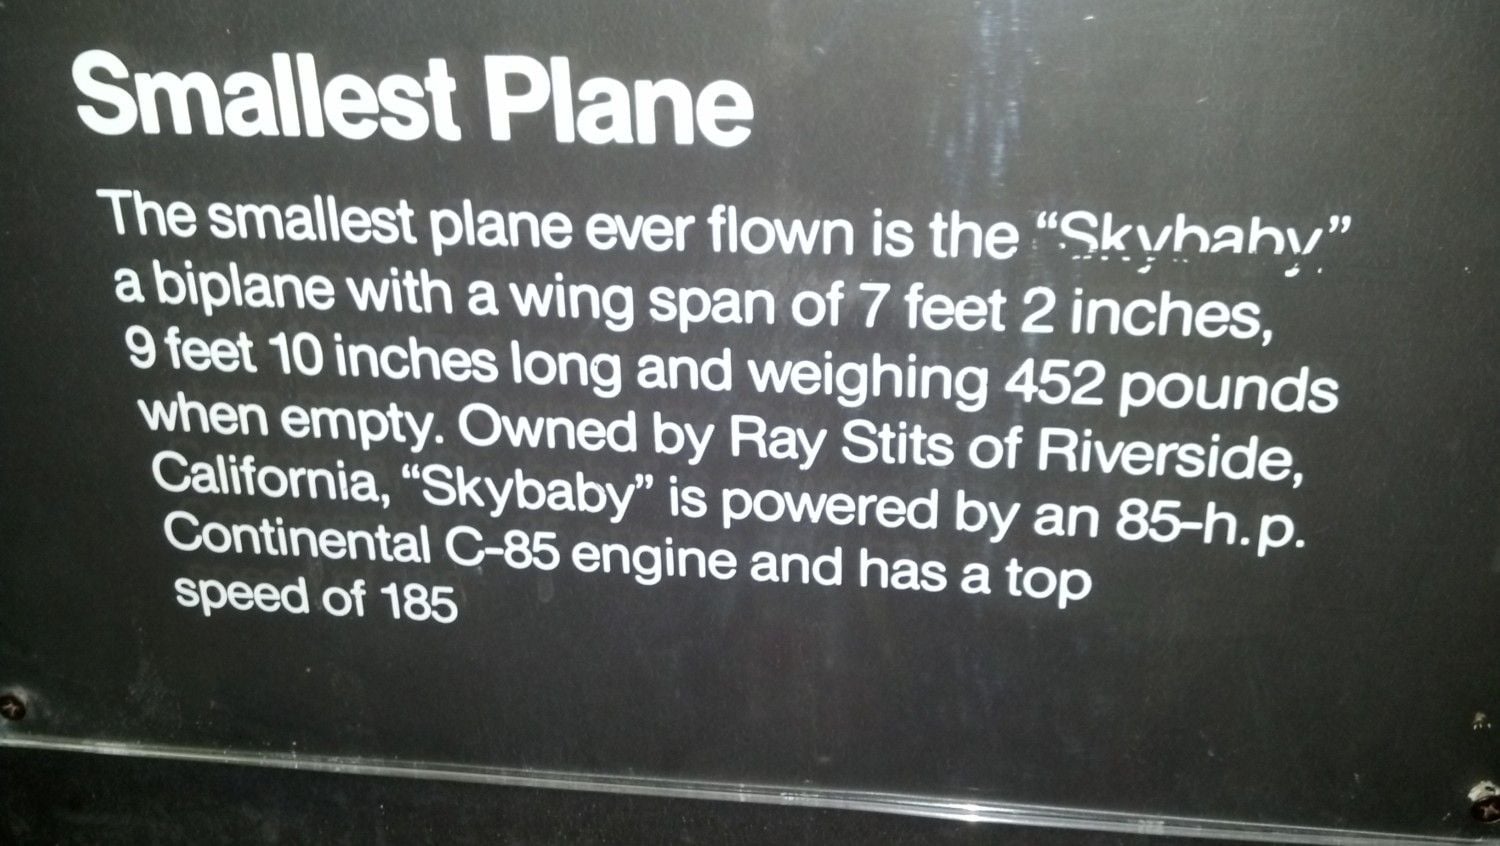 Smallest Plane
The smallest plane ever flown is the “Skybaby”
a biplane with a wing span of 7 feet 2 inches,
9 feet 10 inches long and weighing 452 pounds
when empty. Owned by Ray Stits of Riverside,
California, “Skybaby” is powered by an 85-h.p.
Continental C-85 engine and has a top
speed of 185